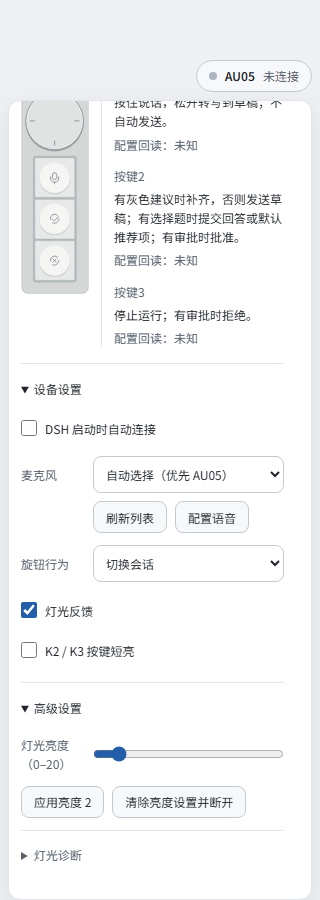 AU05 未连接
按住说话，松开转写到草稿；不
自动发送。
配置回读：未知
按键2
有灰色建议时补齐，否则发送草
稿；有选择题时提交回答或默认
推荐项；有审批时批准。
配置回读：未知
按键3
停止运行；有审批时拒绝。
配置回读：未知
▼ 设备设置
DSH 启动时自动连接
麦克风 自动选择（优先 AU05）
刷新列表 配置语音
旋钮行为 切换会话
灯光反馈
K2 / K3 按键短亮
▼ 高级设置
灯光亮度
（0–20）
应用亮度 2 清除亮度设置并断开
▶ 灯光诊断